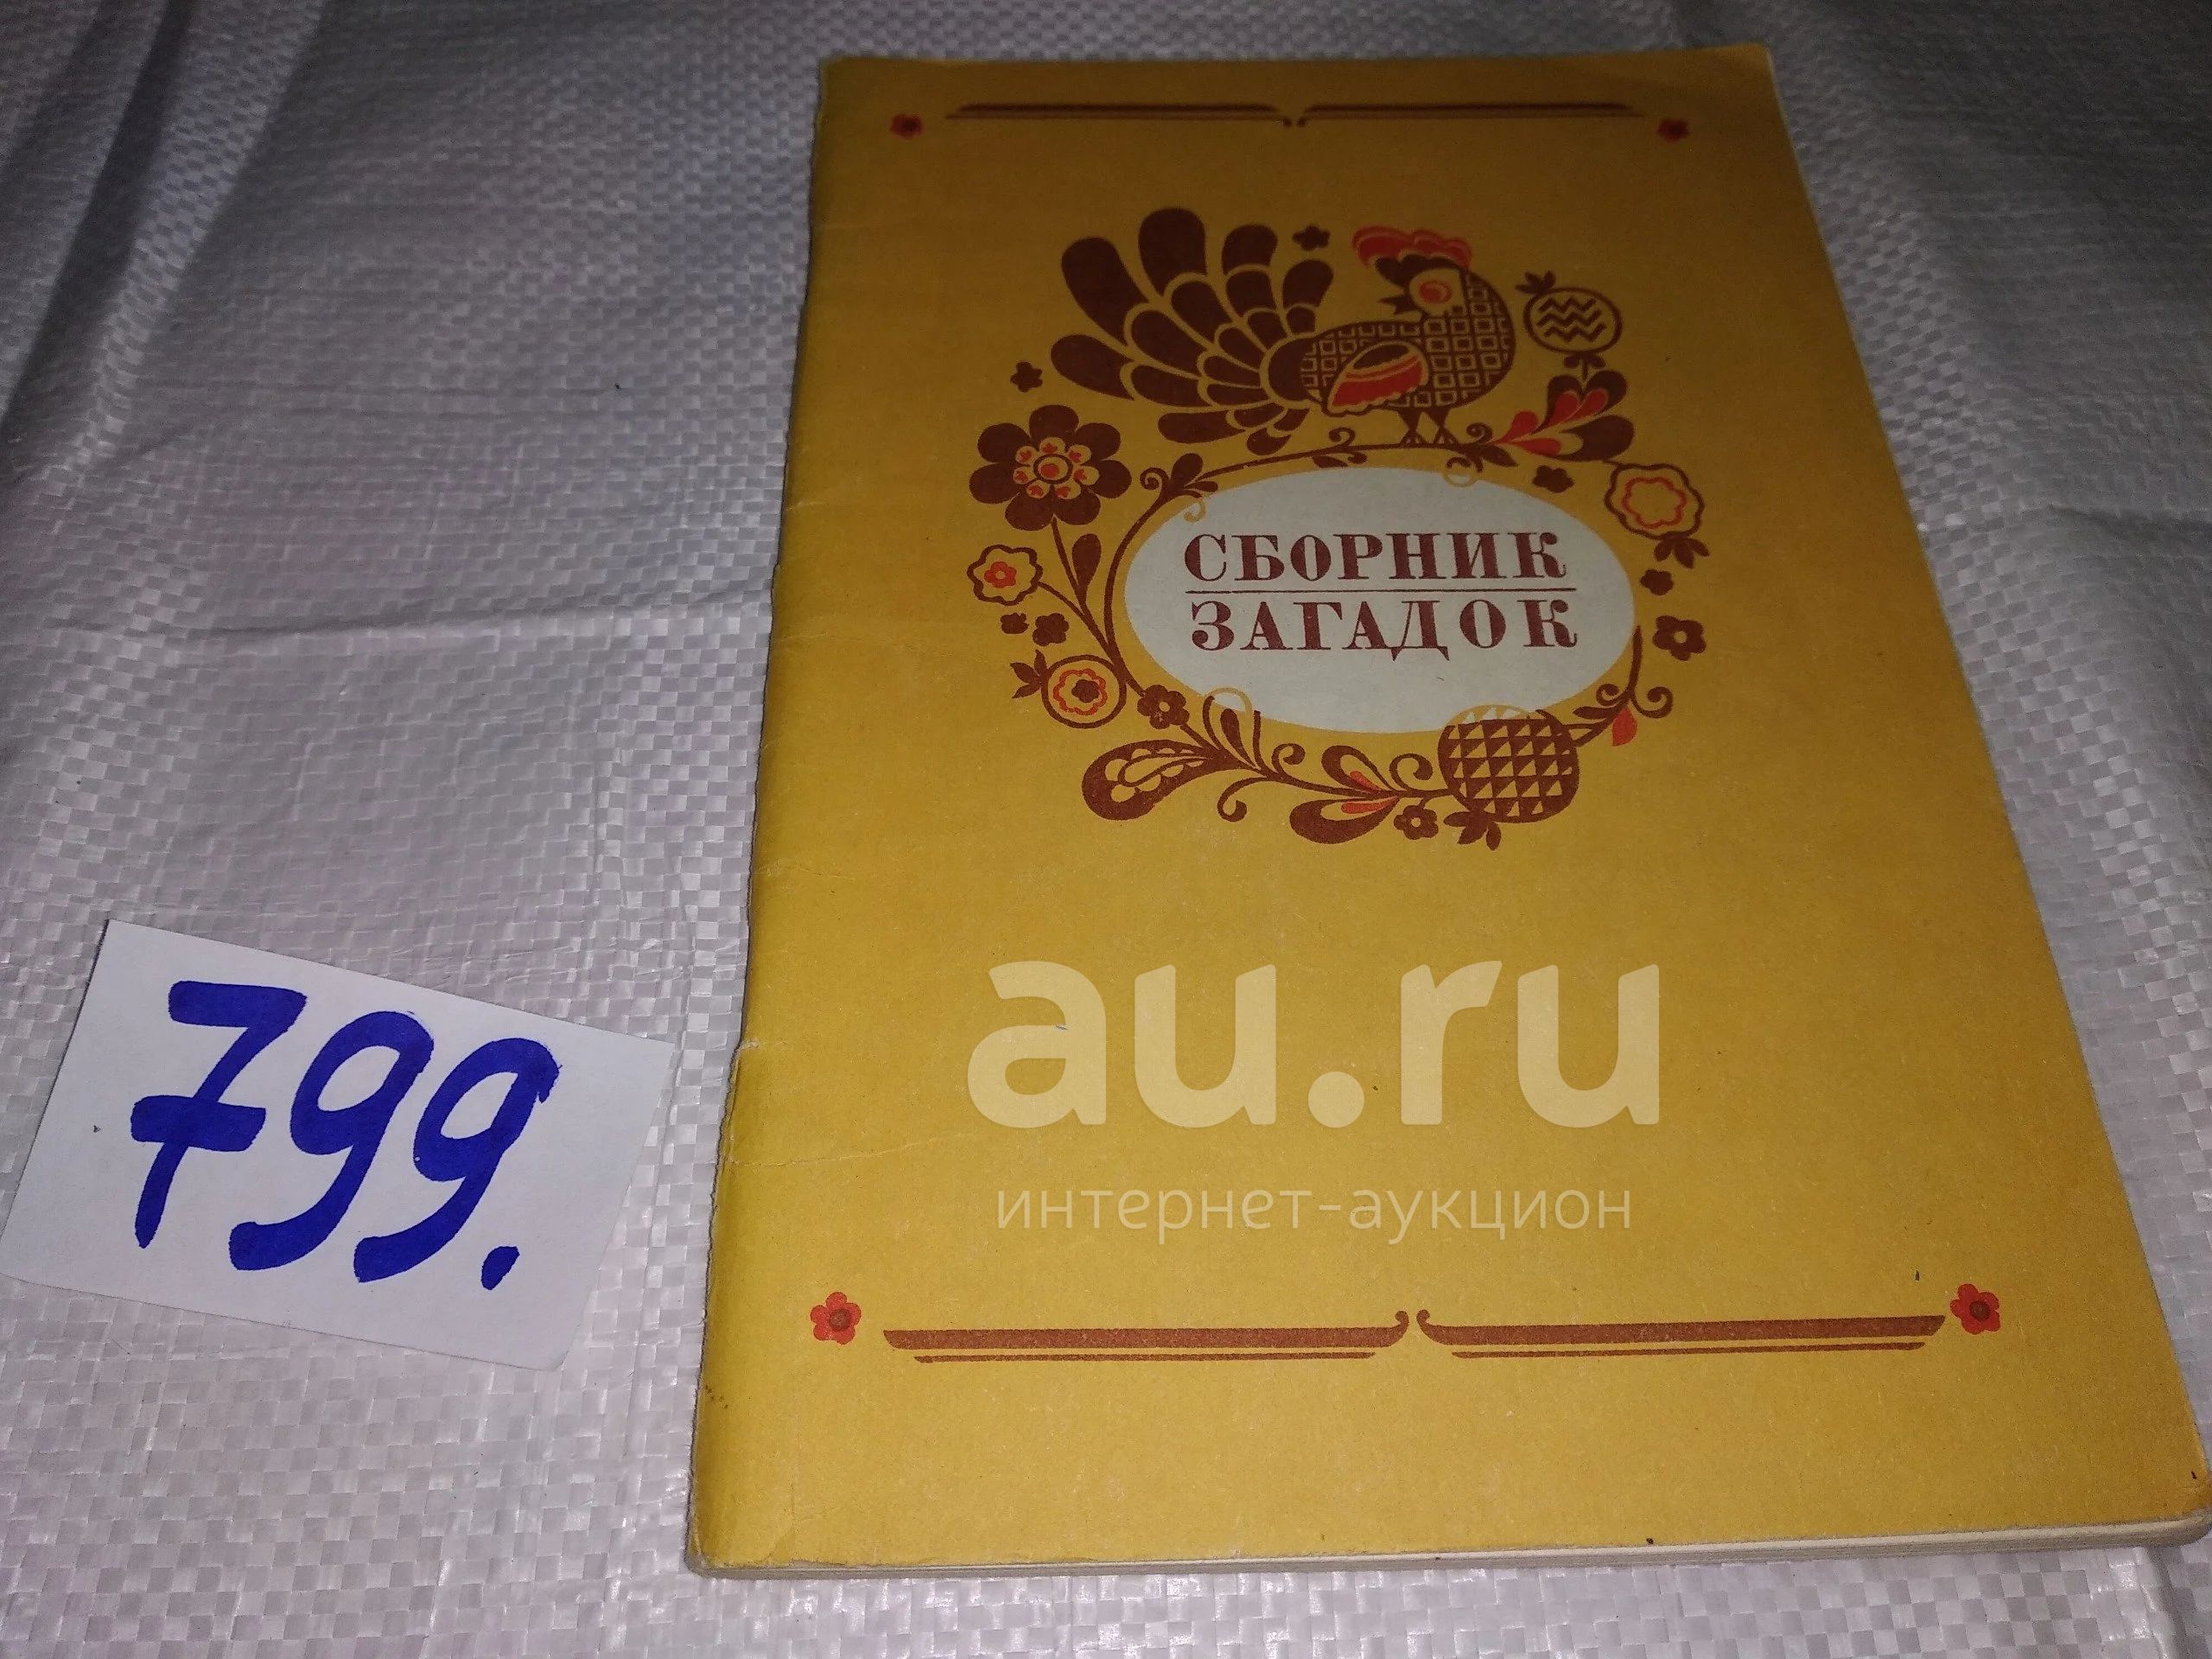 СБОРНИК
ЗАГАДОК
799.
au.ru
интернет-аукцион